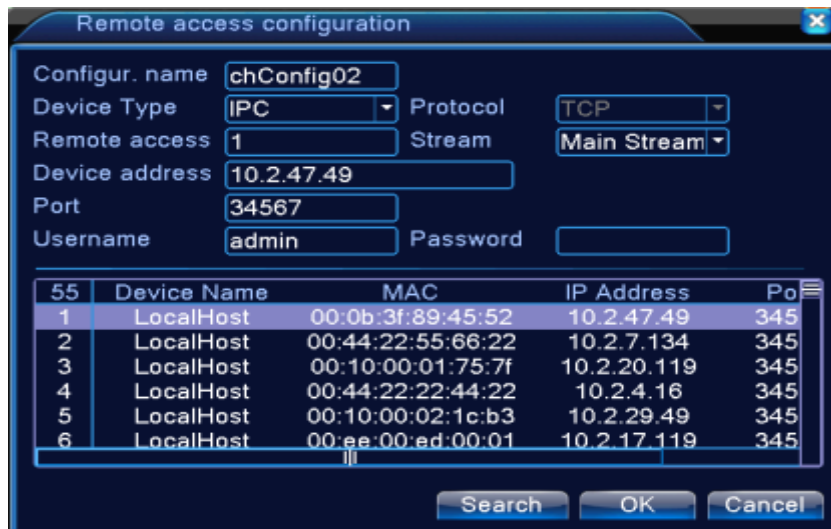 Remote access configuration
Configur. name chConfig02
Device Type IPC Protocol TCP
Remote access 1 Stream Main Stream
Device address 10.2.47.49
Port 34567
Username admin Password
55 Device Name MAC IP Address Po
1 LocalHost 00:0b:3f:89:45:52 10.2.47.49 345
2 LocalHost 00:44:22:55:66:22 10.2.7.134 345
3 LocalHost 00:10:00:01:75:7f 10.2.20.119 345
4 LocalHost 00:44:22:22:44:22 10.2.4.16 345
5 LocalHost 00:10:00:02:1c:b3 10.2.29.49 345
6 LocalHost 00:ee:00:ed:00:01 10.2.17.119 345
Search OK Cancel